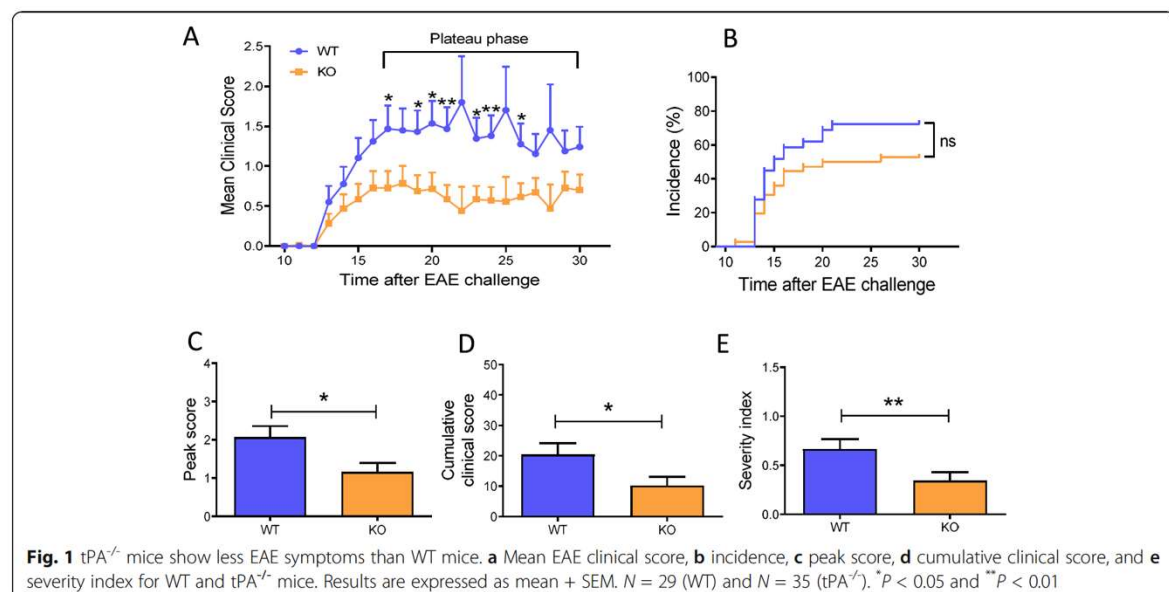 A
Plateau phase
WT
KO
2.5
2.0
1.5
1.0
0.5
0.0
Mean Clinical Score
* * * ** * ** *
10 15 20 25 30
Time after EAE challenge
B
100
80
60
40
20
0
Incidence (%)
ns
10 15 20 25 30
Time after EAE challenge
C
4
3
2
1
0
Peak score
*
WT KO
D
50
40
30
20
10
0
Cumulative
clinical score
*
WT KO
E
1.5
1.0
0.5
0.0
Severity index
**
WT KO
Fig. 1 tPA-/- mice show less EAE symptoms than WT mice. a Mean EAE clinical score, b incidence, c peak score, d cumulative clinical score, and e
severity index for WT and tPA-/- mice. Results are expressed as mean + SEM. N = 29 (WT) and N = 35 (tPA-/-). *P < 0.05 and **P < 0.01